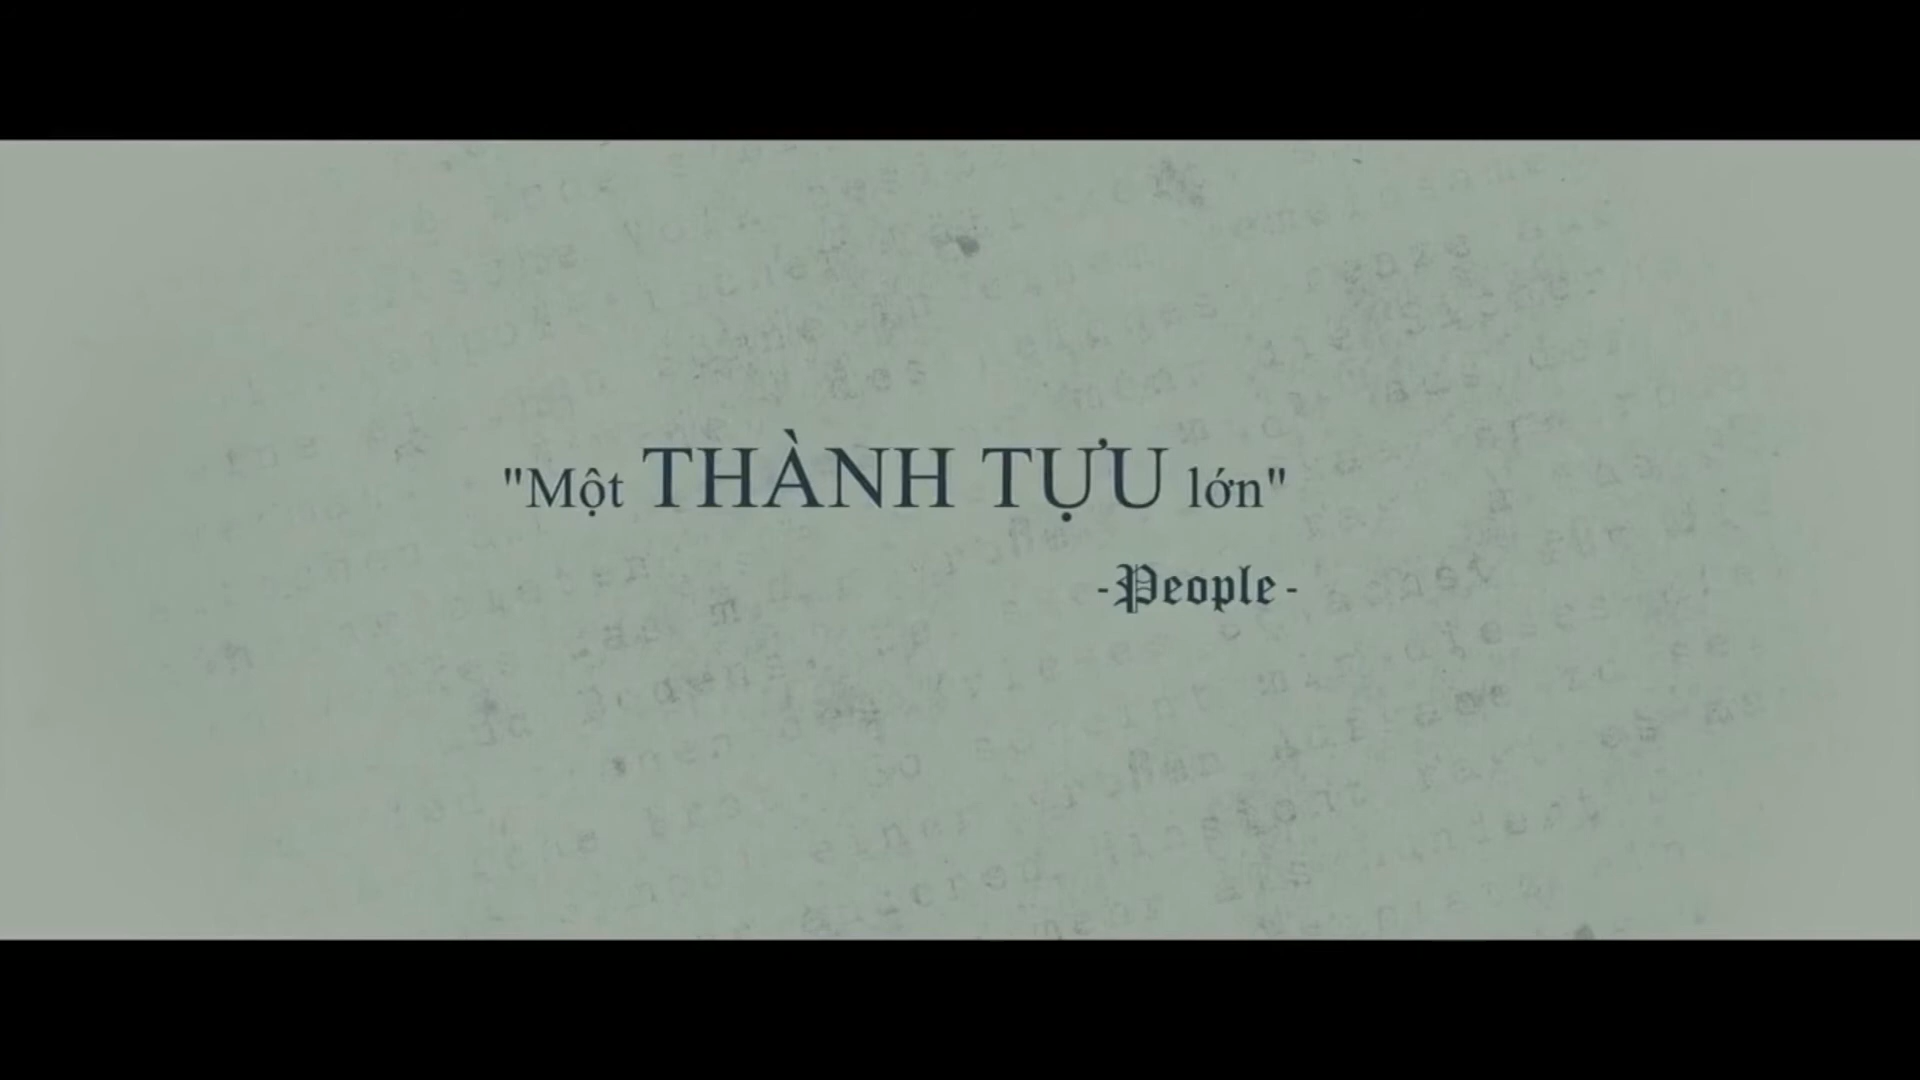 "Một THÀNH TỰU lớn"
-People-